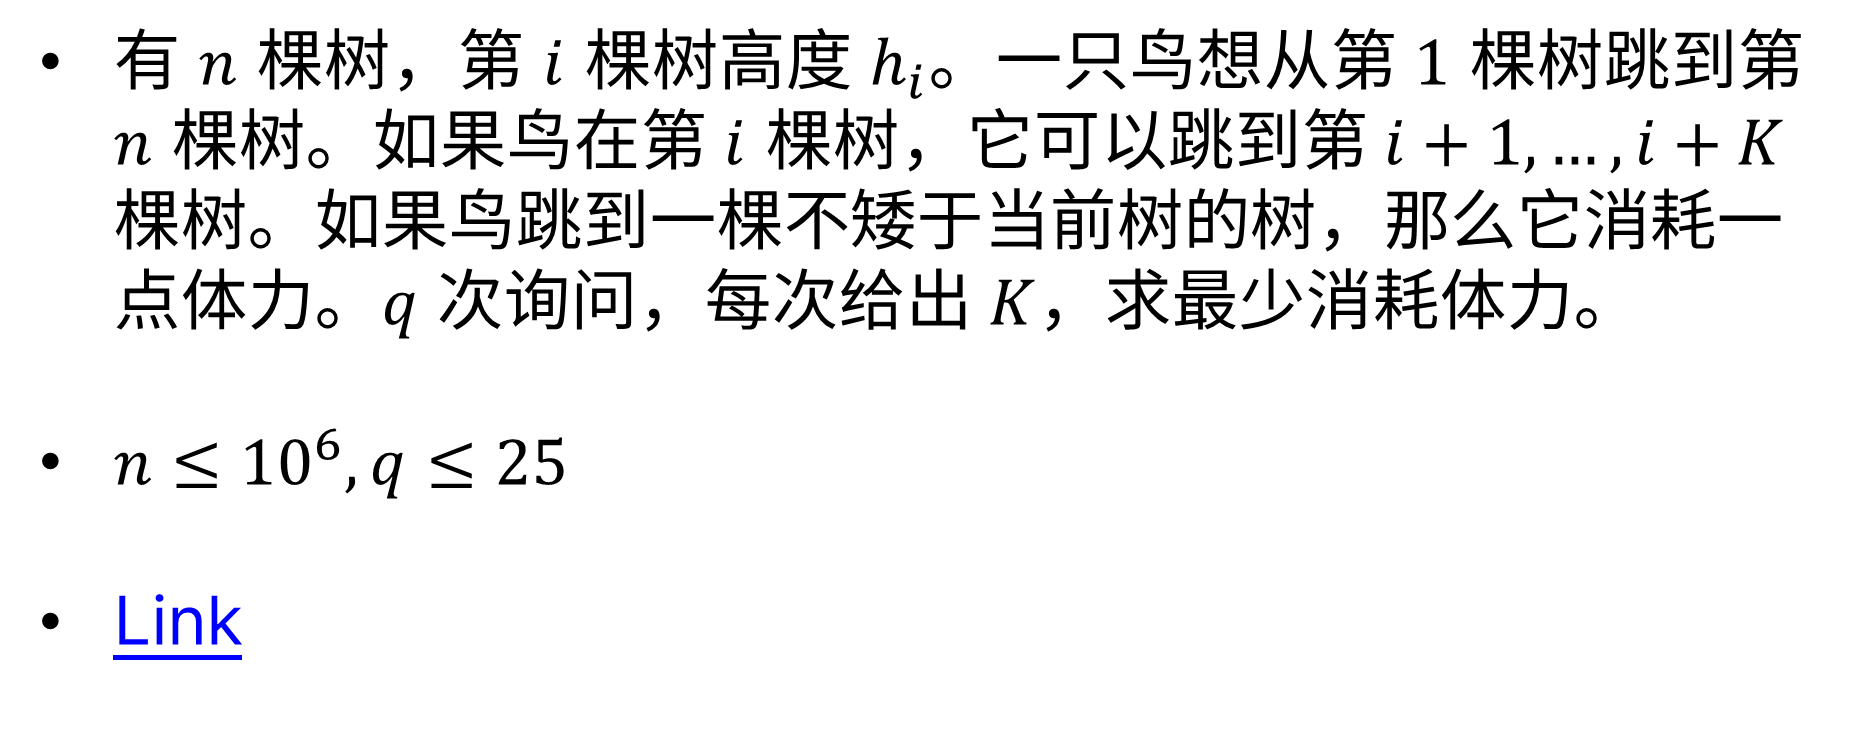 • 有 n 棵树，第 i 棵树高度 hᵢ。一只鸟想从第 1 棵树跳到第
n 棵树。如果鸟在第 i 棵树，它可以跳到第 i + 1, … , i + K
棵树。如果鸟跳到一棵不矮于当前树的树，那么它消耗一
点体力。q 次询问，每次给出 K，求最少消耗体力。
• n ≤ 10⁶, q ≤ 25
• Link